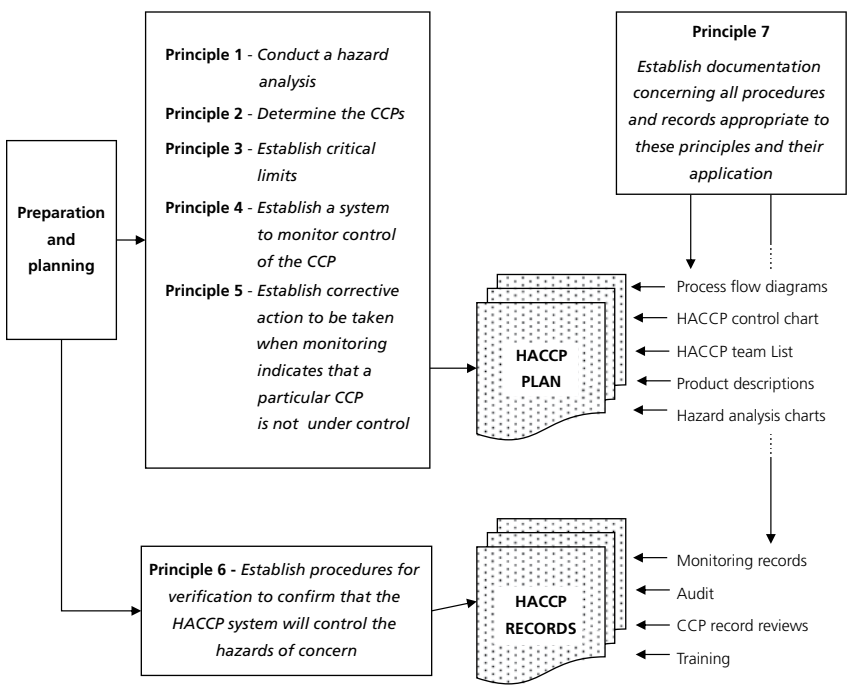 Preparation
and
planning
Principle 1 - Conduct a hazard
analysis
Principle 2 - Determine the CCPs
Principle 3 - Establish critical
limits
Principle 4 - Establish a system
to monitor control
of the CCP
Principle 5 - Establish corrective
action to be taken
when monitoring
indicates that a
particular CCP
is not under control
Principle 7
Establish documentation
concerning all procedures
and records appropriate to
these principles and their
application
HACCP
PLAN
Process flow diagrams
HACCP control chart
HACCP team List
Product descriptions
Hazard analysis charts
Principle 6 - Establish procedures for
verification to confirm that the
HACCP system will control the
hazards of concern
HACCP
RECORDS
Monitoring records
Audit
CCP record reviews
Training